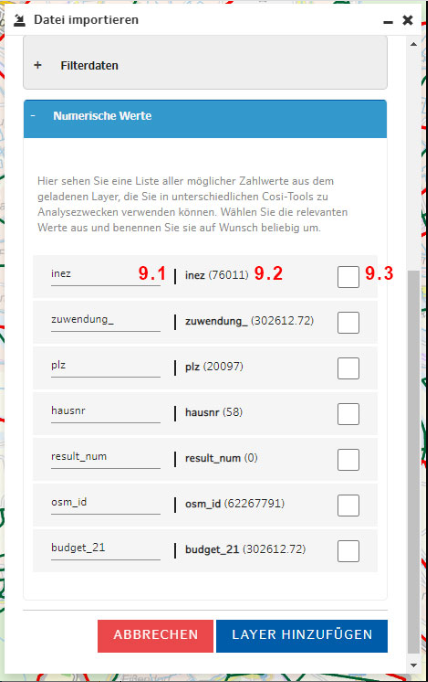 Datei importieren
+ Filterdaten
- Numerische Werte
Hier sehen Sie eine Liste aller möglicher Zahlwerte aus dem
geladenen Layer, die Sie in unterschiedlichen Cosi-Tools zu
Analysezwecken verwenden können. Wählen Sie die relevanten
Werte aus und benennen Sie sie auf Wunsch beliebig um.
inez 9.1 | inez (76011) 9.2 9.3
zuwendung_ | zuwendung_ (302612.72)
plz | plz (20097)
hausnr | hausnr (58)
result_num | result_num (0)
osm_id | osm_id (62267791)
budget_21 | budget_21 (302612.72)
ABBRECHEN LAYER HINZUFÜGEN